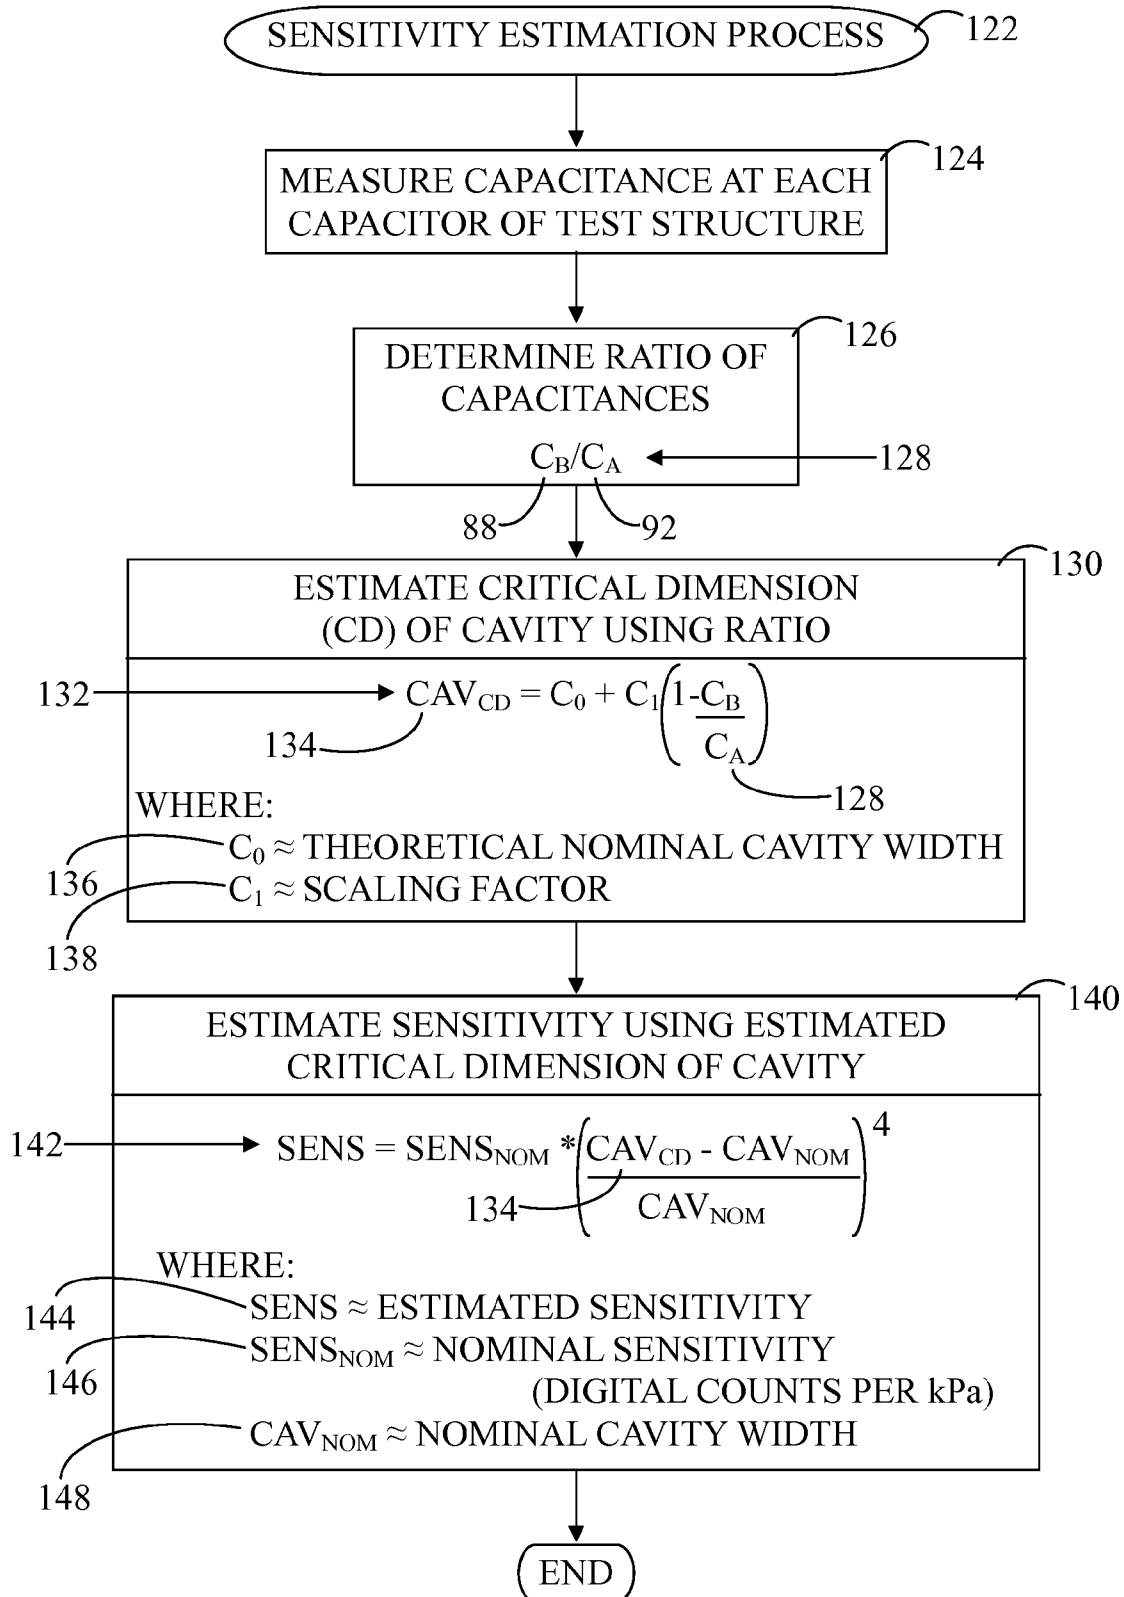 SENSITIVITY ESTIMATION PROCESS
122
MEASURE CAPACITANCE AT EACH
CAPACITOR OF TEST STRUCTURE
124
DETERMINE RATIO OF
CAPACITANCES
126
C_B/C_A
128
88
92
ESTIMATE CRITICAL DIMENSION
(CD) OF CAVITY USING RATIO
130
132
CAV_CD = C_0 + C_1(1-C_B/C_A)
134
128
WHERE:
C_0 ≈ THEORETICAL NOMINAL CAVITY WIDTH
136
C_1 ≈ SCALING FACTOR
138
ESTIMATE SENSITIVITY USING ESTIMATED
CRITICAL DIMENSION OF CAVITY
140
142
SENS = SENS_NOM * ((CAV_CD - CAV_NOM)/CAV_NOM)^4
134
WHERE:
SENS ≈ ESTIMATED SENSITIVITY
144
SENS_NOM ≈ NOMINAL SENSITIVITY
146
(DIGITAL COUNTS PER kPa)
CAV_NOM ≈ NOMINAL CAVITY WIDTH
148
END